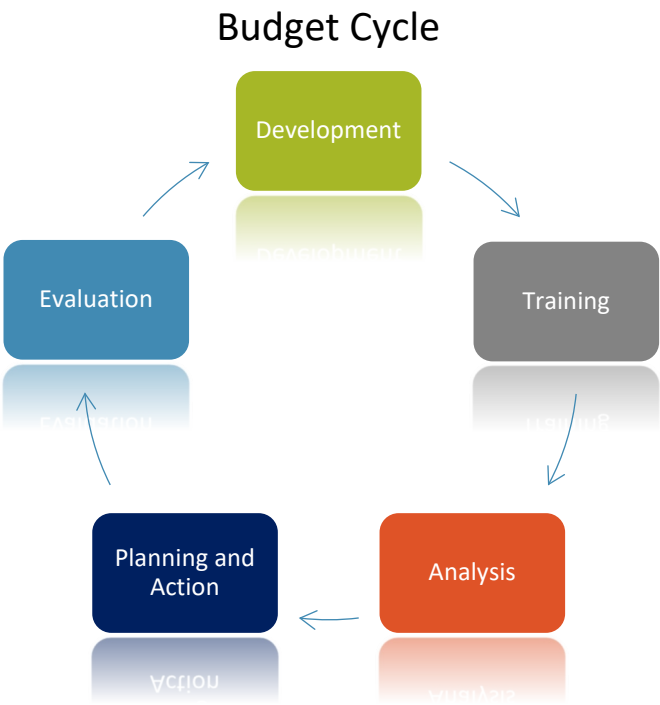 Budget Cycle
Development
Training
Analysis
Planning and
Action
Evaluation